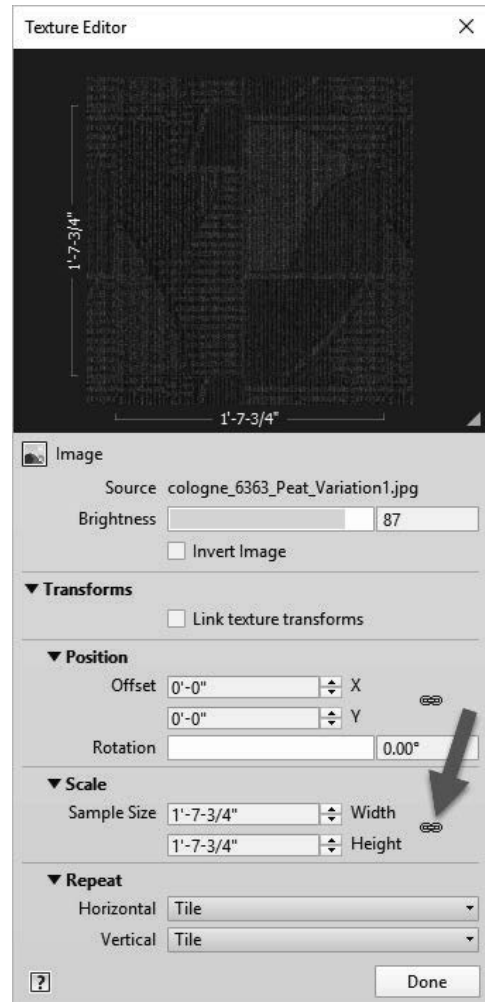 Texture Editor
1'-7-3/4"
1'-7-3/4"
Image
Source cologne_6363_Peat_Variation1.jpg
Brightness 87
Invert Image
Transforms
Link texture transforms
Position
Offset 0'-0" X
0'-0" Y
Rotation 0.00°
Scale
Sample Size 1'-7-3/4" Width
1'-7-3/4" Height
Repeat
Horizontal Tile
Vertical Tile
? Done